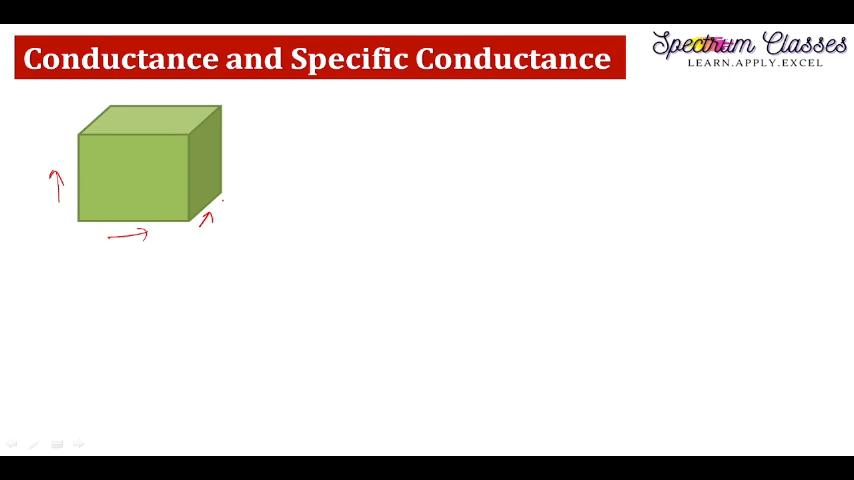 Conductance and Specific Conductance
Spectrum Classes
LEARN.APPLY.EXCEL